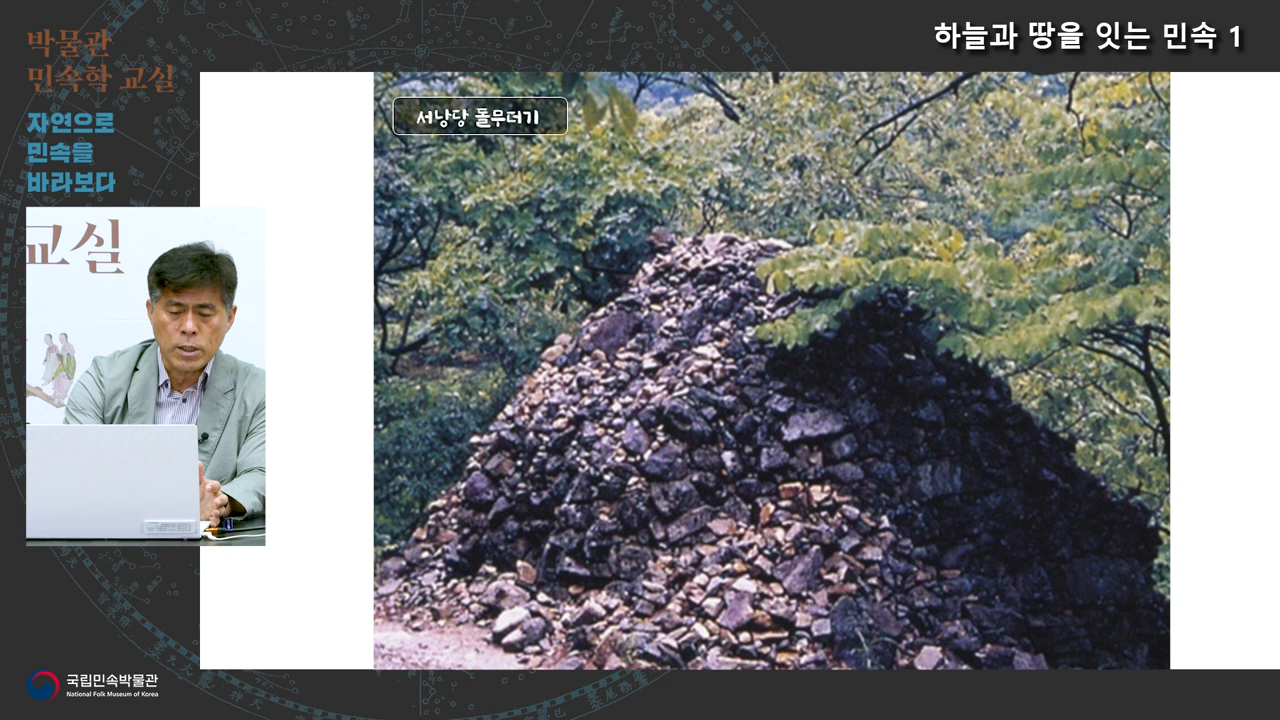 박물관
민속학 교실
자연으로
민속을
바라보다
하늘과 땅을 잇는 민속 1
서낭당 돌무더기
교실
국립민속박물관
National Folk Museum of Korea